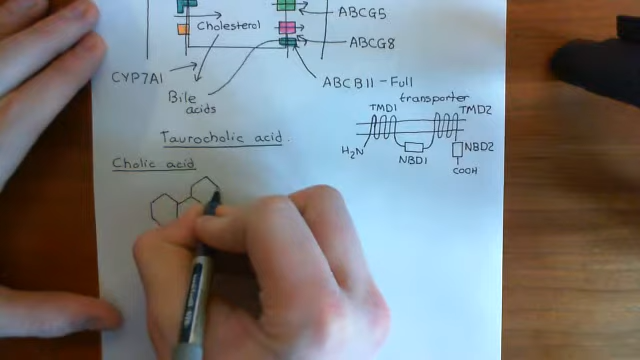 ABCG5
Cholesterol
ABCG8
CYP7A1
ABCB11 - Full
transporter
Bile
acids
TMD1
TMD2
Taurocholic acid.
H₂N
NBD1
NBD2
COOH
Cholic acid